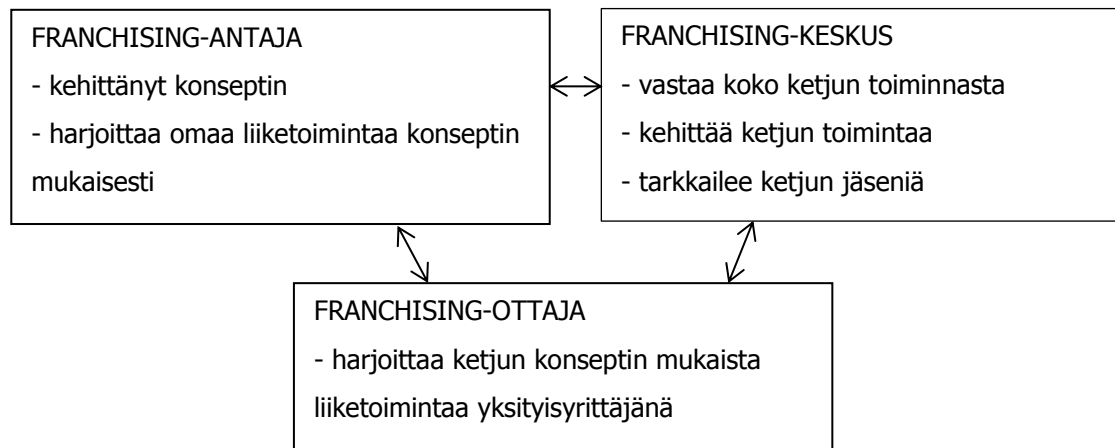 FRANCHISING-ANTAJA
- kehittänyt konseptin
- harjoittaa omaa liiketoimintaa konseptin
mukaisesti
FRANCHISING-KESKUS
- vastaa koko ketjun toiminnasta
- kehittää ketjun toimintaa
- tarkkailee ketjun jäseniä
FRANCHISING-OTTAJA
- harjoittaa ketjun konseptin mukaista
liiketoimintaa yksityisyrittäjänä